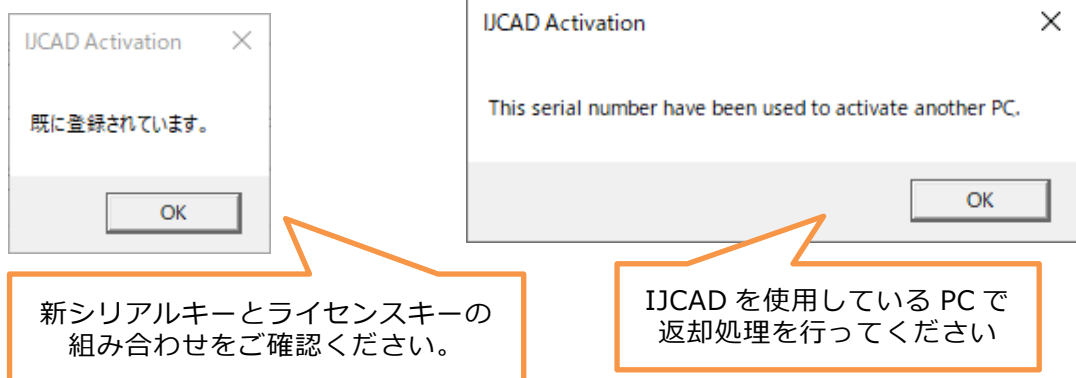 IJCAD Activation
既に登録されています。
OK
新シリアルキーとライセンスキーの
組み合わせをご確認ください。
IJCAD Activation
This serial number have been used to activate another PC.
OK
IJCAD を使用している PC で
返却処理を行ってください